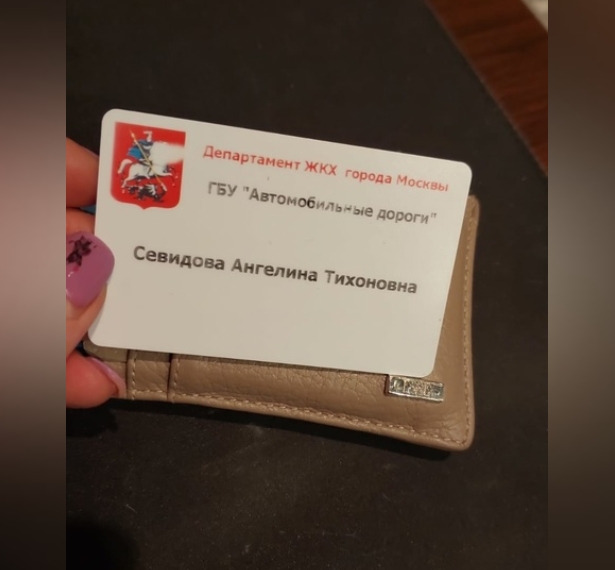 Департамент ЖКХ города Москвы
ГБУ "Автомобильные дороги"
Севидова Ангелина Тихоновна